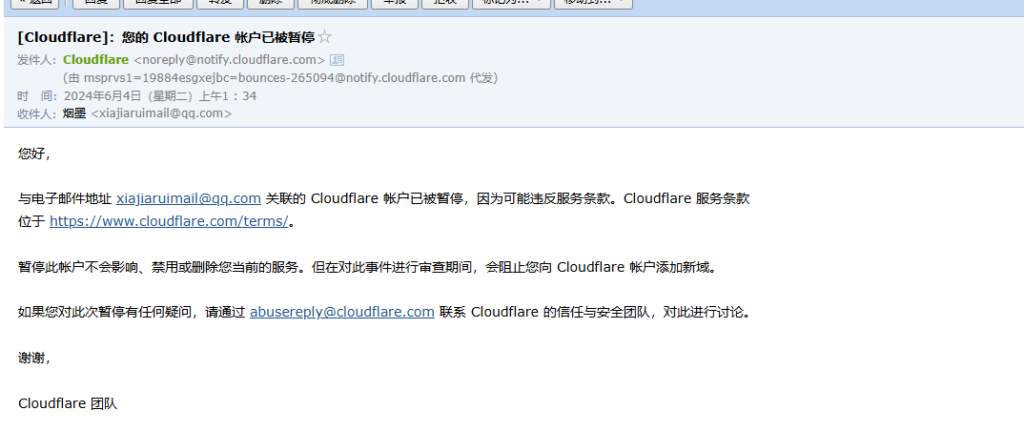 « 返回 回复 回复全部 转发 删除 彻底删除 举报 拒收 标记为... 移动到...
[Cloudflare]：您的 Cloudflare 帐户已被暂停☆
发件人：Cloudflare <noreply@notify.cloudflare.com>
(由 msprvs1=19884esgxejbc=bounces-265094@notify.cloudflare.com 代发)
时 间：2024年6月4日（星期二）上午1：34
收件人：烟墨 <xiajiaruimail@qq.com>
您好，
与电子邮件地址 xiajiaruimail@qq.com 关联的 Cloudflare 帐户已被暂停，因为可能违反服务条款。Cloudflare 服务条款
位于 https://www.cloudflare.com/terms/。
暂停此帐户不会影响、禁用或删除您当前的服务。但在对此事件进行审查期间，会阻止您向 Cloudflare 帐户添加新域。
如果您对此次暂停有任何疑问，请通过 abusereply@cloudflare.com 联系 Cloudflare 的信任与安全团队，对此进行讨论。
谢谢，
Cloudflare 团队